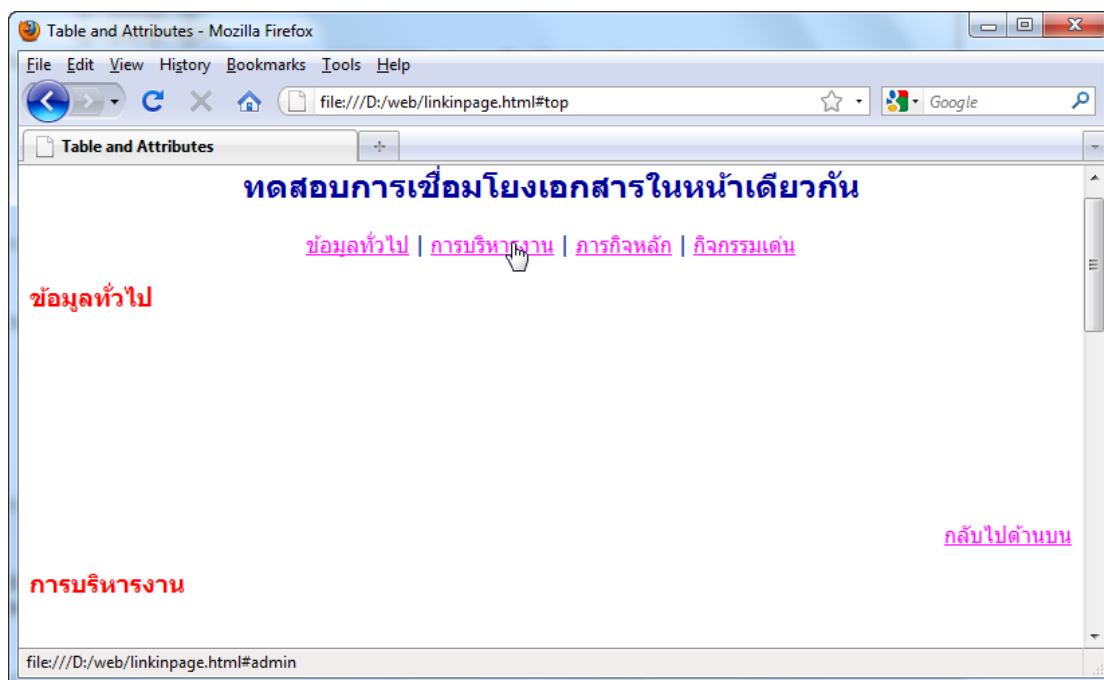 Table and Attributes - Mozilla Firefox
File Edit View History Bookmarks Tools Help
file:///D:/web/linkinpage.html#top Google
Table and Attributes
ทดสอบการเชื่อมโยงเอกสารในหน้าเดียวกัน
ข้อมูลทั่วไป | การบริหารงาน | ภารกิจหลัก | กิจกรรมเด่น
ข้อมูลทั่วไป
กลับไปด้านบน
การบริหารงาน
file:///D:/web/linkinpage.html#admin